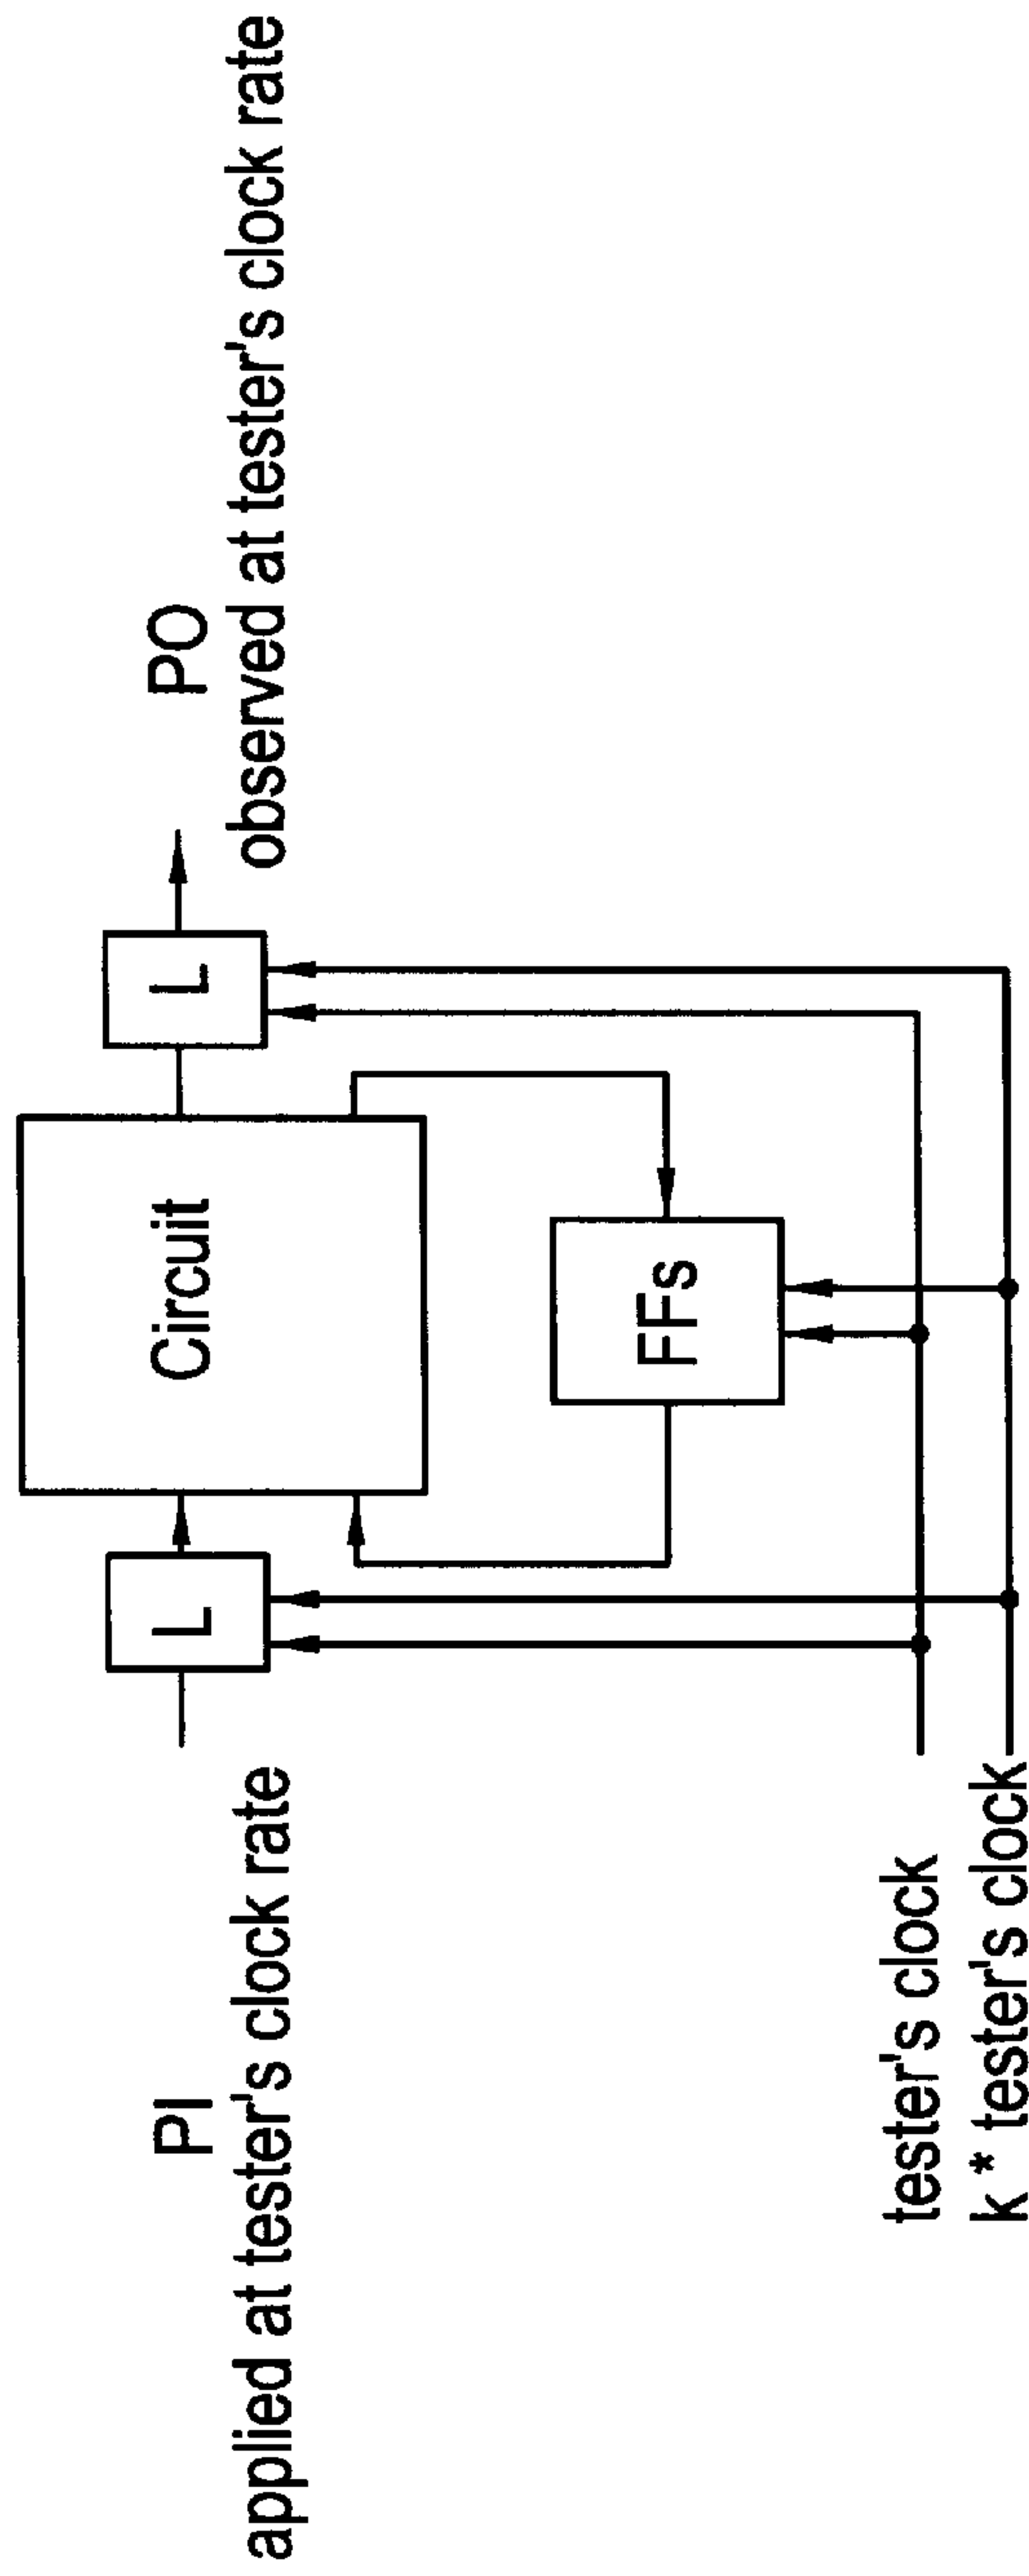 PI
applied at tester's clock rate
L
Circuit
L
PO
observed at tester's clock rate
FFs
tester's clock
k * tester's clock